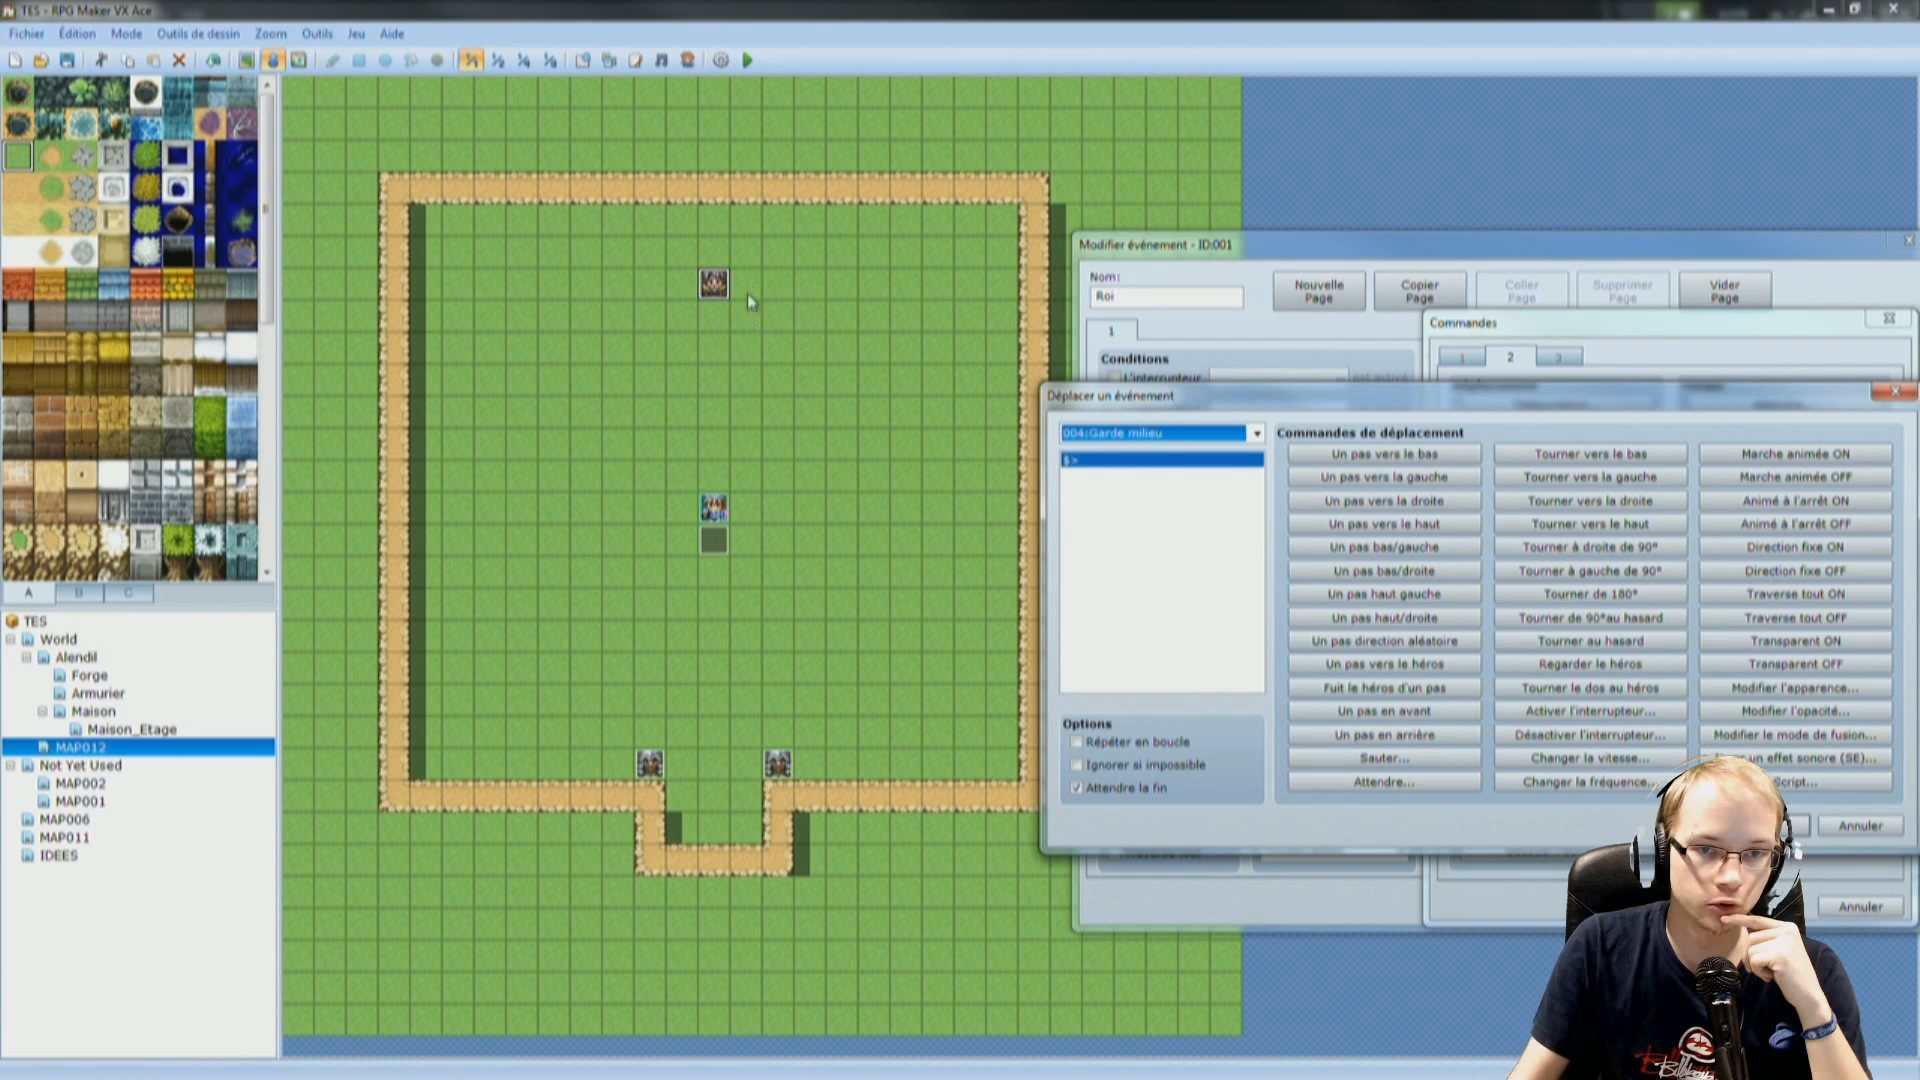 TES - RPG Maker VX Ace
Fichier Édition Mode Outils de dessin Zoom Outils Jeu Aide
A B C
TES
World
Alendil
Forge
Armurier
Maison
Maison_Etage
MAP012
Not Yet Used
MAP002
MAP001
MAP006
MAP011
IDEES
Modifier événement - ID:001
Nom:
Roi
Nouvelle Page
Copier Page
Coller Page
Supprimer Page
Vider Page
1
Conditions
L'interrupteur est activé
Commandes
1 2 3
Déplacer un événement
004:Garde milieu
$>
Options
Répéter en boucle
Ignorer si impossible
Attendre la fin
Commandes de déplacement
Un pas vers le bas
Un pas vers la gauche
Un pas vers la droite
Un pas vers le haut
Un pas bas/gauche
Un pas bas/droite
Un pas haut gauche
Un pas haut/droite
Un pas direction aléatoire
Un pas vers le héros
Fuit le héros d'un pas
Un pas en avant
Un pas en arrière
Sauter...
Attendre...
Tourner vers le bas
Tourner vers la gauche
Tourner vers la droite
Tourner vers le haut
Tourner à droite de 90°
Tourner à gauche de 90°
Tourner de 180°
Tourner de 90°au hasard
Tourner au hasard
Regarder le héros
Tourner le dos au héros
Activer l'interrupteur...
Désactiver l'interrupteur...
Changer la vitesse...
Changer la fréquence...
Marche animée ON
Marche animée OFF
Animé à l'arrêt ON
Animé à l'arrêt OFF
Direction fixe ON
Direction fixe OFF
Traverse tout ON
Traverse tout OFF
Transparent ON
Transparent OFF
Modifier l'apparence...
Modifier l'opacité...
Modifier le mode de fusion...
un effet sonore (SE)...
Script...
Annuler
Annuler